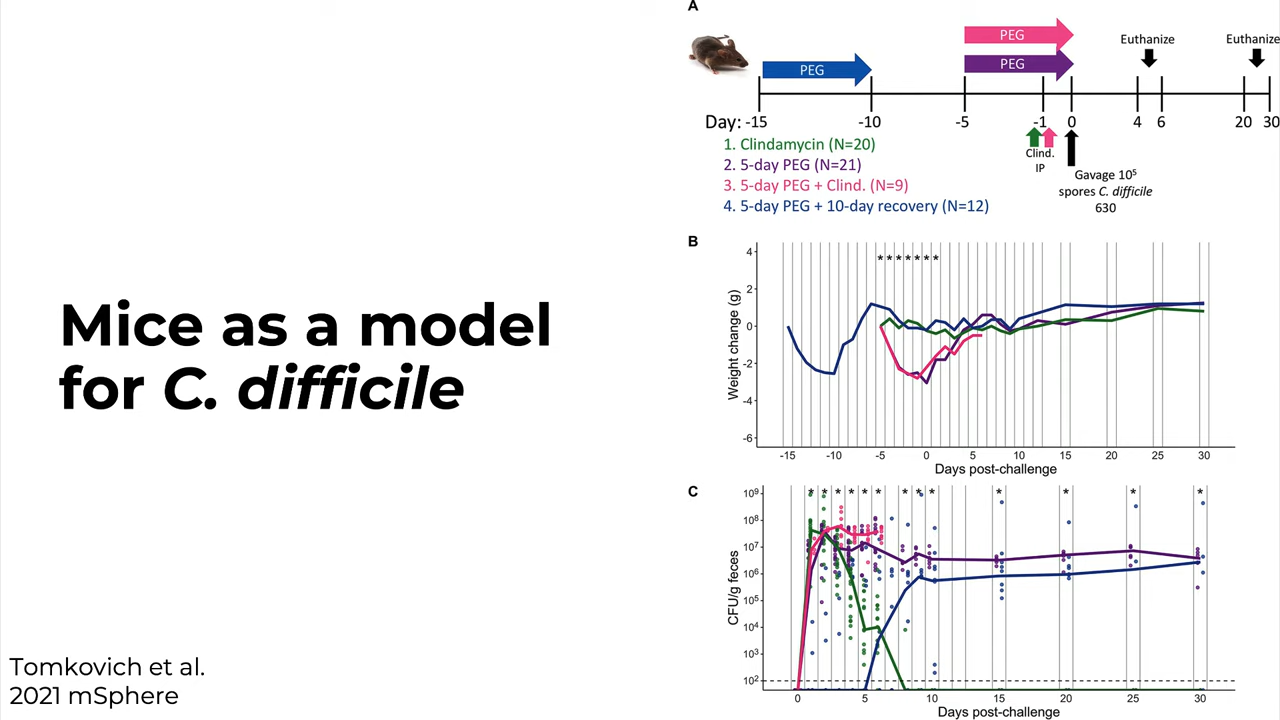 Mice as a model
for C. difficile
Tomkovich et al.
2021 mSphere
A
PEG
PEG
PEG
Euthanize
Euthanize
Day: -15 -10 -5 -1 0 4 6 20 30
1. Clindamycin (N=20)
2. 5-day PEG (N=21)
3. 5-day PEG + Clind. (N=9)
4. 5-day PEG + 10-day recovery (N=12)
Clind.
IP
Gavage 10⁵
spores C. difficile
630
B
Weight change (g)
4
2
0
-2
-4
-6
* * * * * * *
-15 -10 -5 0 5 10 15 20 25 30
Days post-challenge
C
CFU/g feces
10⁹
10⁸
10⁷
10⁶
10⁵
10⁴
10³
10²
* * * * * * * * * * * * *
0 5 10 15 20 25 30
Days post-challenge